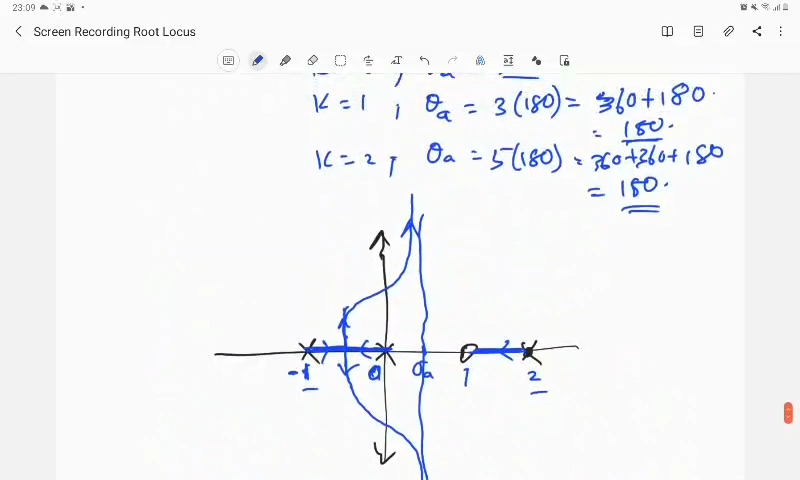 23:09
Screen Recording Root Locus
K = 1 , θa = 3(180) = 360+180.
= 180.
K = 2 , θa = 5(180) = 360+360+180
= 180.
-1 0 σa 1 2